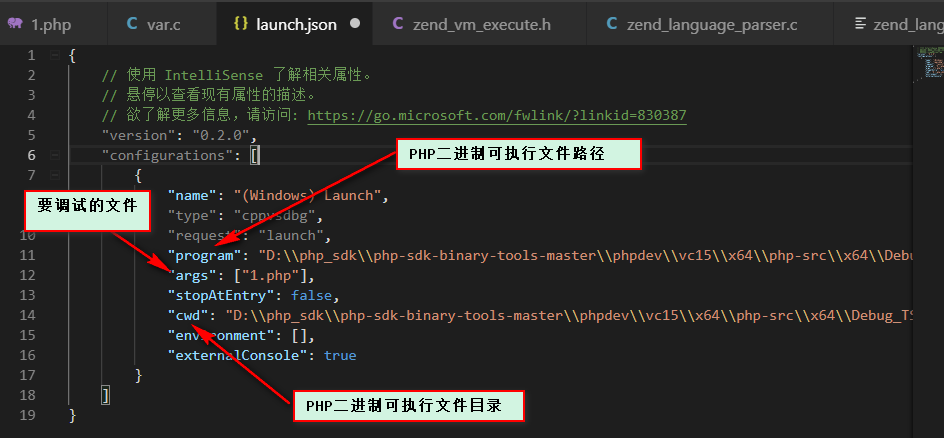 1.php
var.c
{} launch.json
zend_vm_execute.h
zend_language_parser.c
zend_lang
1 {
2 // 使用 IntelliSense 了解相关属性。
3 // 悬停以查看现有属性的描述。
4 // 欲了解更多信息，请访问: https://go.microsoft.com/fwlink/?linkid=830387
5 "version": "0.2.0",
6 "configurations": [
PHP二进制可执行文件路径
7 {
"name": "(Windows) Launch",
要调试的文件
"type": "cppvsdbg",
10 "request": "launch",
11 "program": "D:\\php_sdk\\php-sdk-binary-tools-master\\phpdev\\vc15\\x64\\php-src\\x64\\Debu
12 "args": ["1.php"],
13 "stopAtEntry": false,
14 "cwd": "D:\\php_sdk\\php-sdk-binary-tools-master\\phpdev\\vc15\\x64\\php-src\\x64\\Debug_TS
15 "environment": [],
16 "externalConsole": true
17 }
18 ]
PHP二进制可执行文件目录
19 }